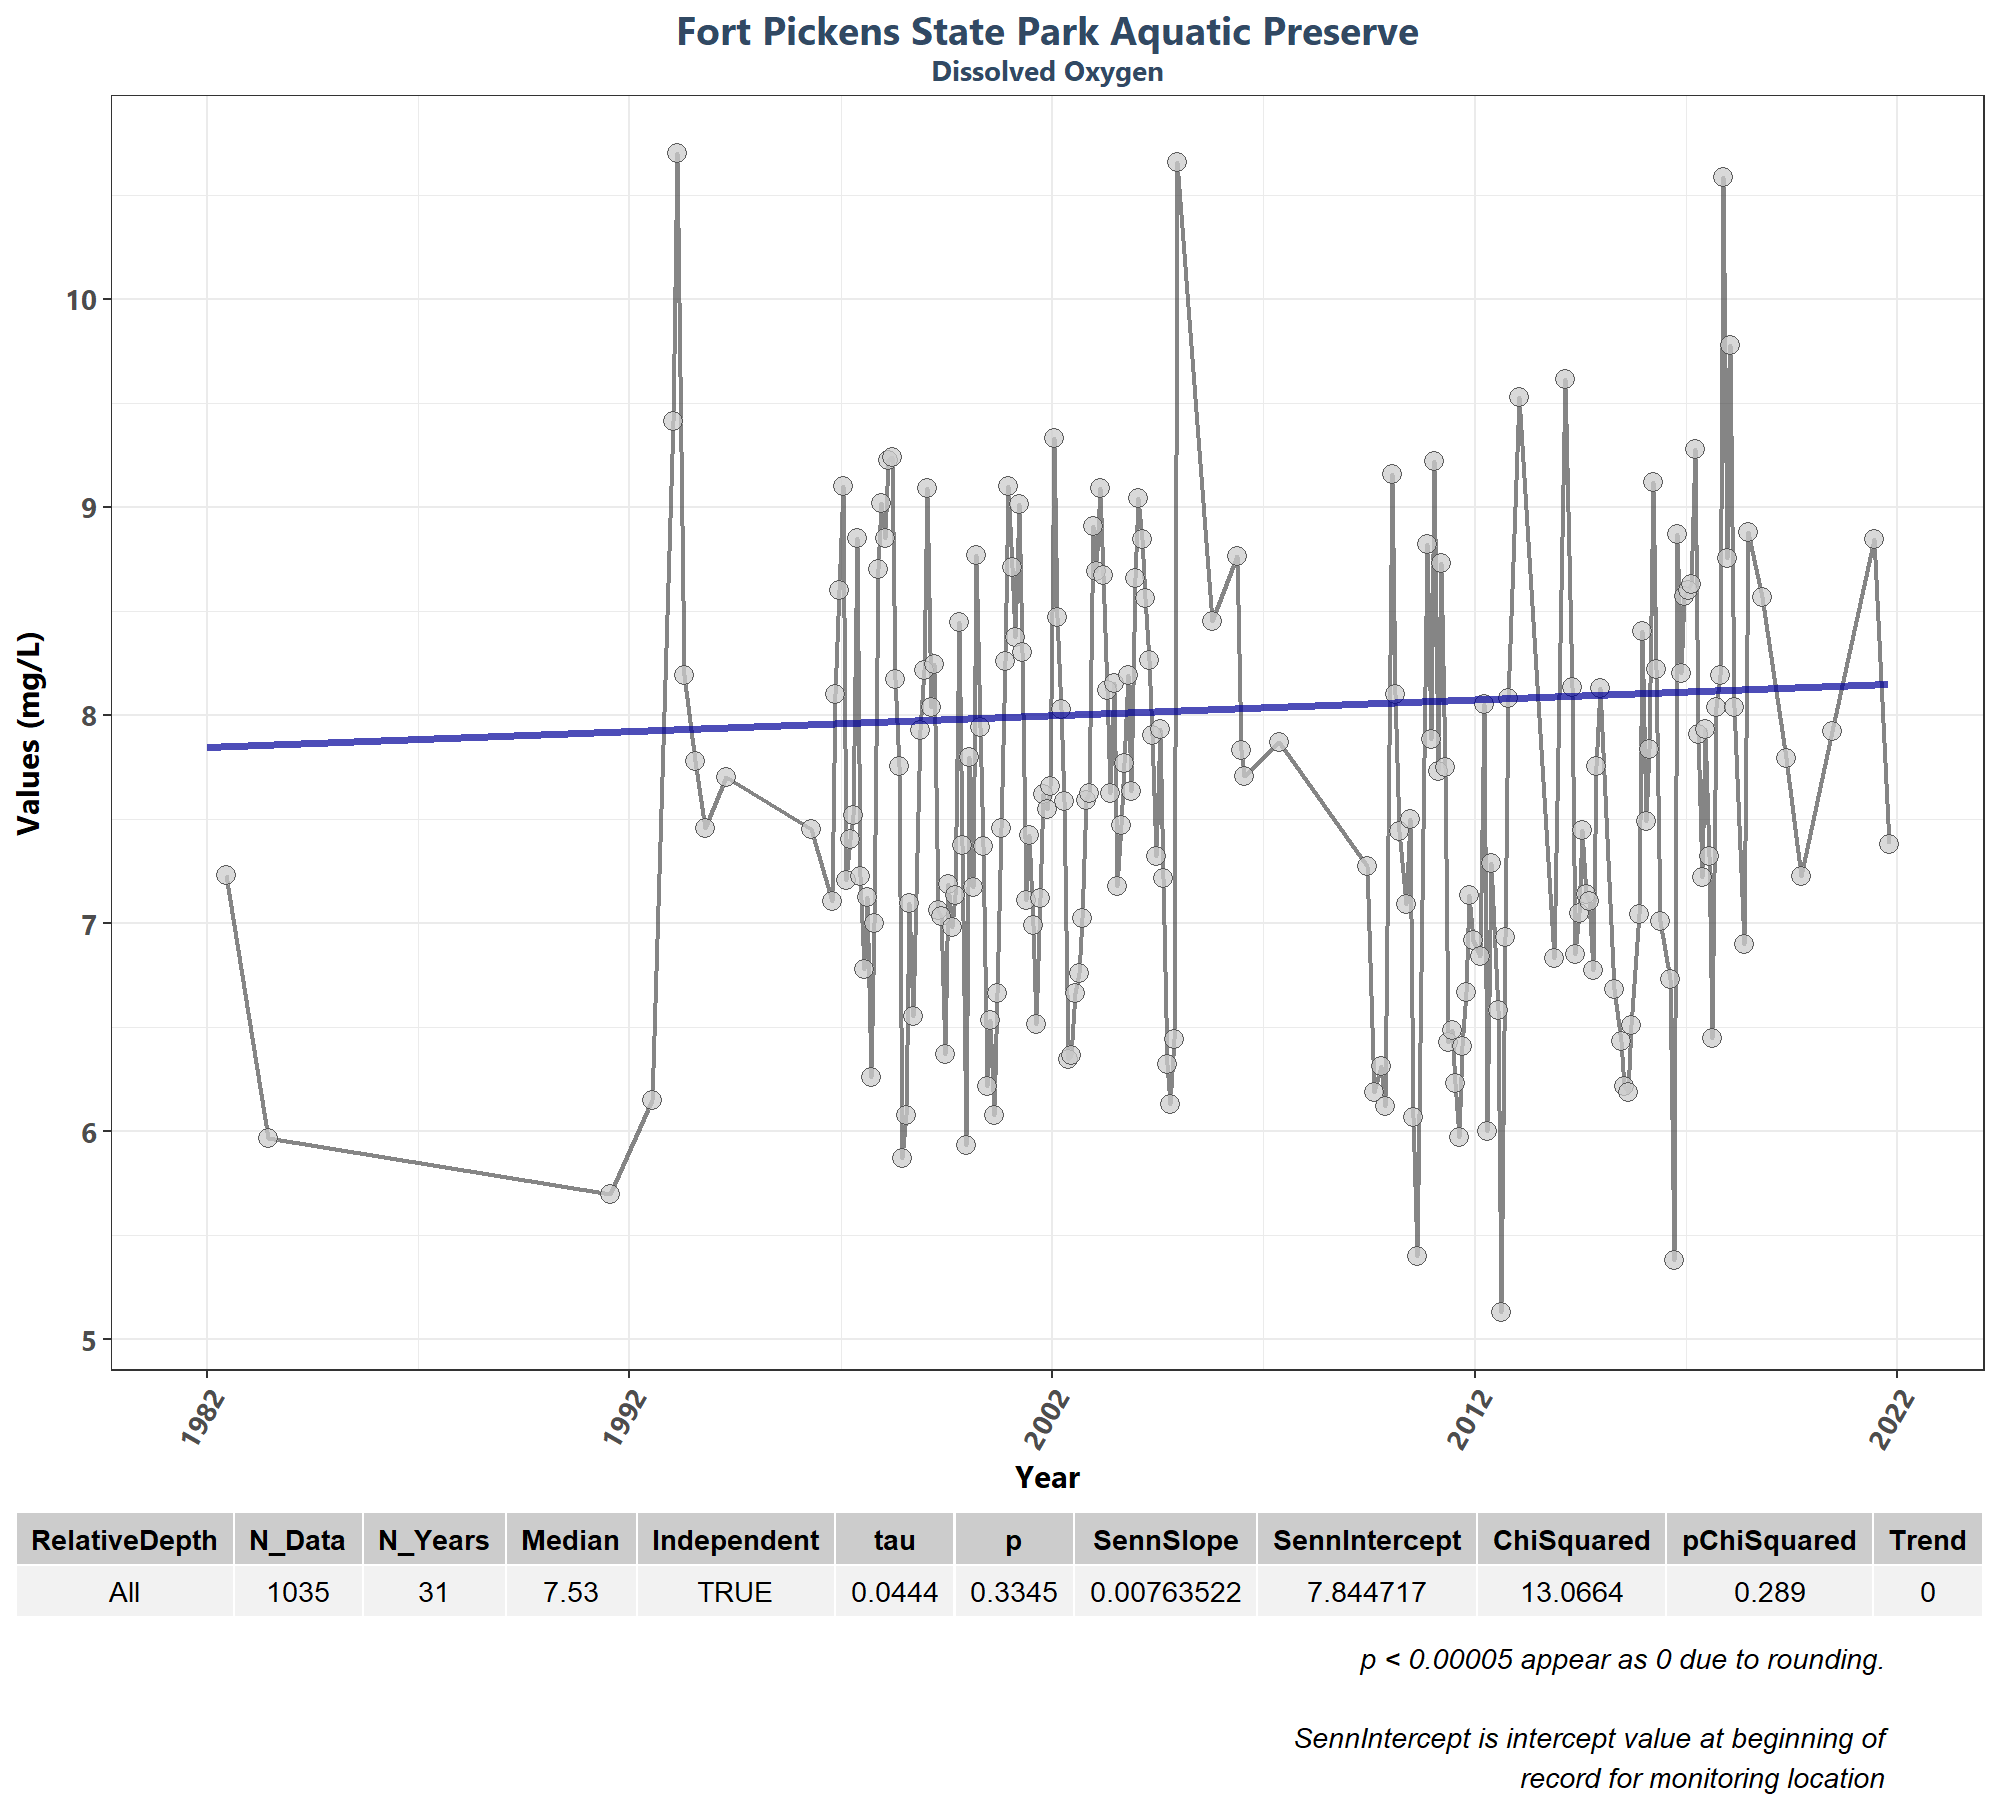 Fort Pickens State Park Aquatic Preserve
Dissolved Oxygen
Values (mg/L)
10
9
8
7
6
5
1982
1992
2002
2012
2022
Year
RelativeDepth N_Data N_Years Median Independent tau p SennSlope SennIntercept ChiSquared pChiSquared Trend
All 1035 31 7.53 TRUE 0.0444 0.3345 0.00763522 7.844717 13.0664 0.289 0
p < 0.00005 appear as 0 due to rounding.
SennIntercept is intercept value at beginning of
record for monitoring location